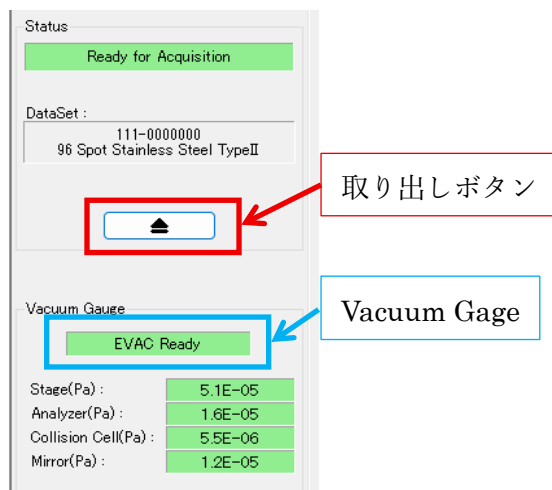 Status
Ready for Acquisition
DataSet :
111-0000000
96 Spot Stainless Steel TypeⅡ
取り出しボタン
Vacuum Gauge
Vacuum Gage
EVAC Ready
Stage(Pa) : 5.1E-05
Analyzer(Pa) : 1.6E-05
Collision Cell(Pa) : 5.5E-06
Mirror(Pa) : 1.2E-05